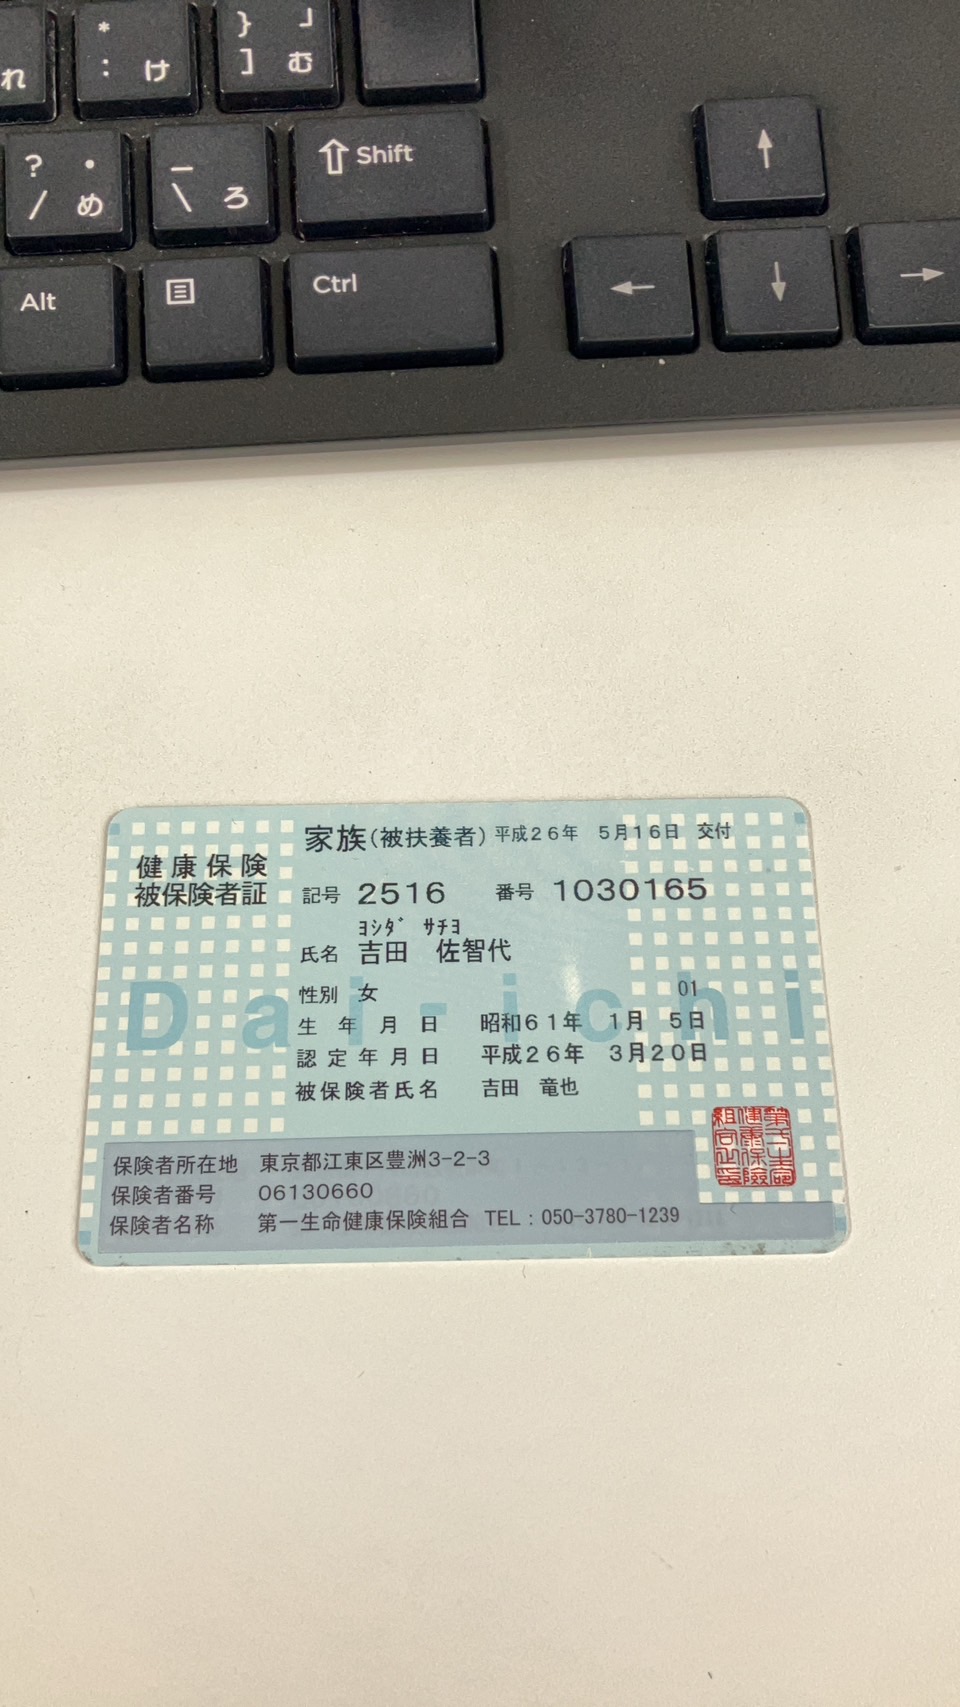 れ
* : け
} 」 ] む
? ・ / め
_ \ ろ
⇧ Shift
↑
Alt
Ctrl
← ↓ →
健康保険
被保険者証
家族(被扶養者) 平成26年 5月16日 交付
記号 2516 番号 1030165
ヨシダ サチヨ
氏名 吉田 佐智代
性別 女 01
生年月日 昭和61年 1月 5日
認定年月日 平成26年 3月20日
被保険者氏名 吉田 竜也
Dai-ichi
保険者所在地 東京都江東区豊洲3-2-3
保険者番号 06130660
保険者名称 第一生命健康保険組合 TEL:050-3780-1239